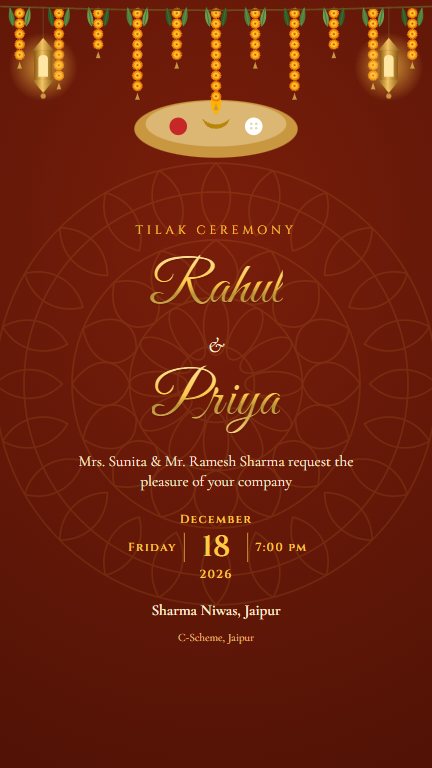 TILAK CEREMONY
Rahul
&
Priya
Mrs. Sunita & Mr. Ramesh Sharma request the
pleasure of your company
December
Friday 18 7:00 pm
2026
Sharma Niwas, Jaipur
C-Scheme, Jaipur